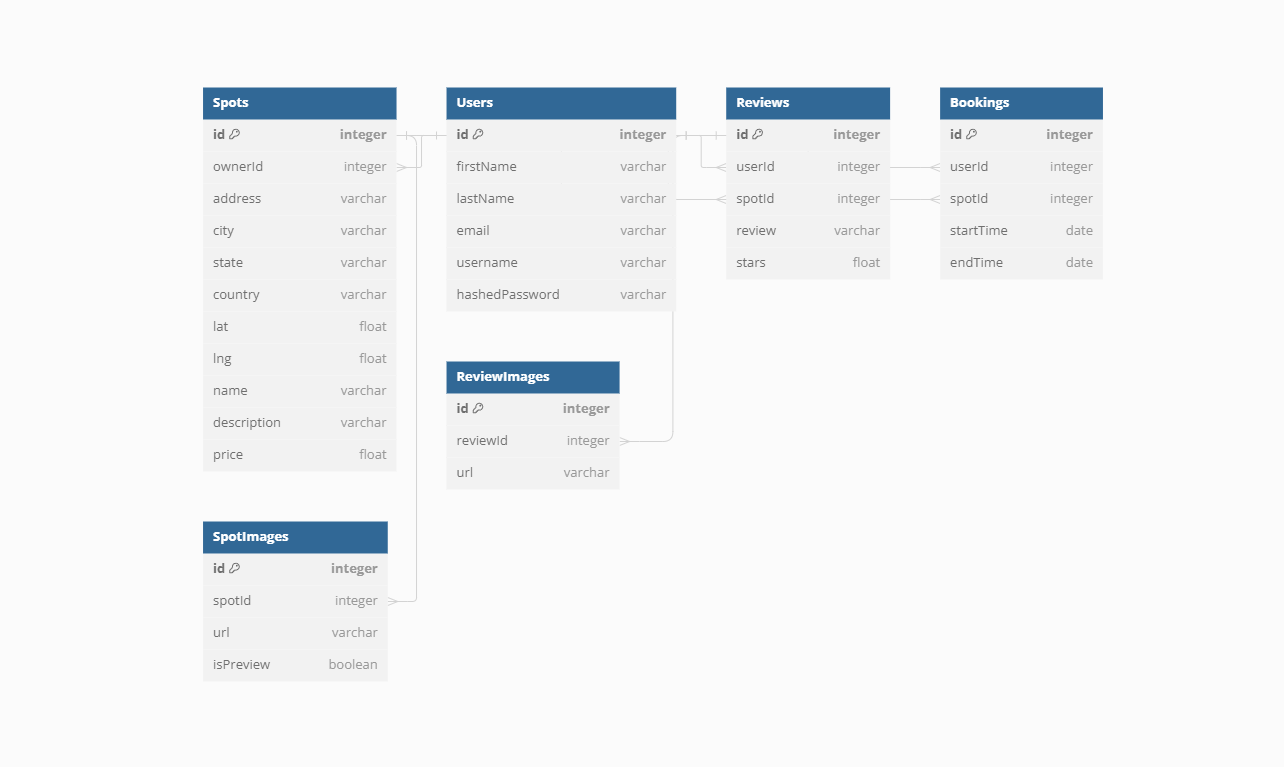 Spots
id integer
ownerId integer
address varchar
city varchar
state varchar
country varchar
lat float
lng float
name varchar
description varchar
price float
Users
id integer
firstName varchar
lastName varchar
email varchar
username varchar
hashedPassword varchar
Reviews
id integer
userId integer
spotId integer
review varchar
stars float
Bookings
id integer
userId integer
spotId integer
startTime date
endTime date
ReviewImages
id integer
reviewId integer
url varchar
SpotImages
id integer
spotId integer
url varchar
isPreview boolean